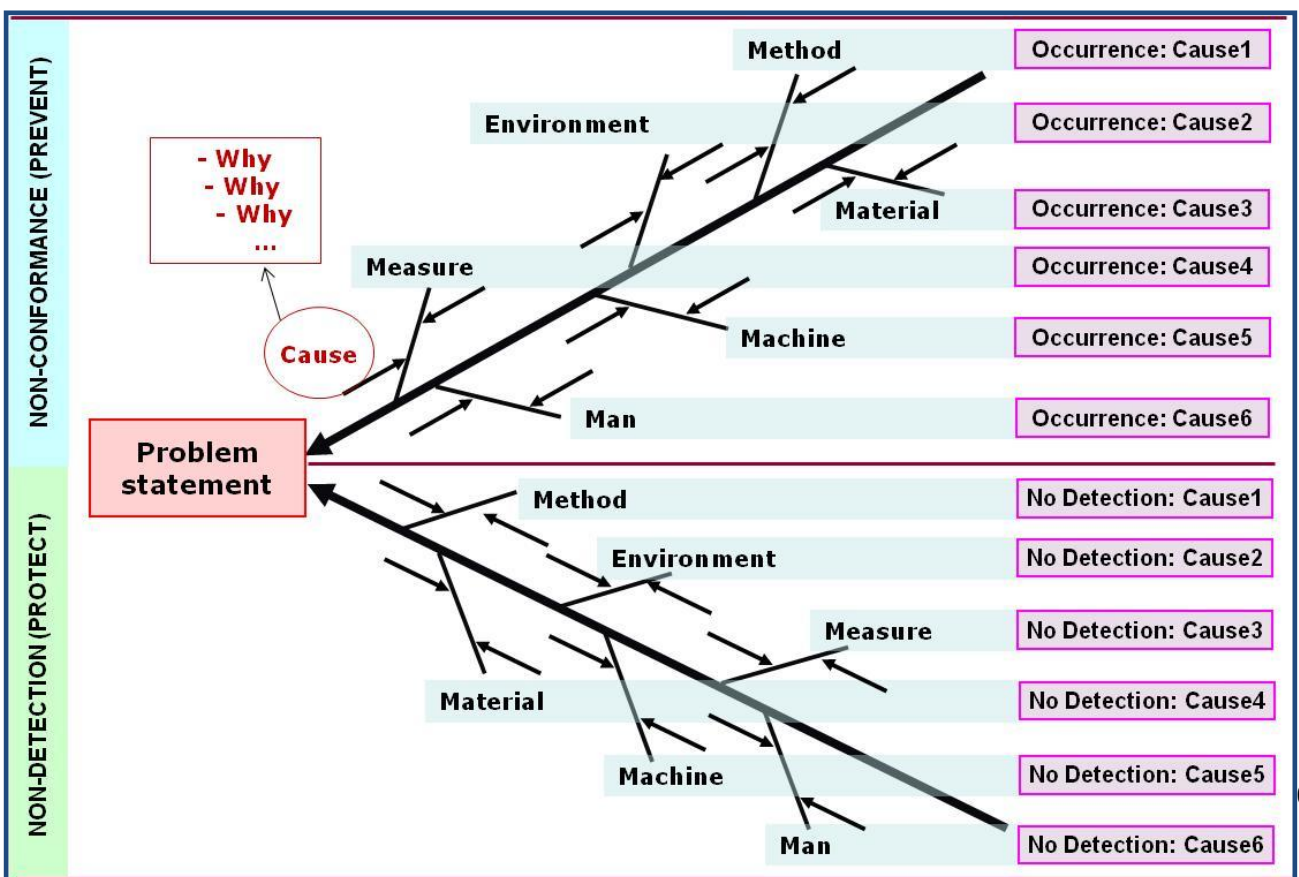 NON-CONFORMANCE (PREVENT)
Method
Occurrence: Cause1
Environment
Occurrence: Cause2
- Why
- Why
- Why
...
Material
Occurrence: Cause3
Measure
Occurrence: Cause4
Cause
Machine
Occurrence: Cause5
Man
Occurrence: Cause6
Problem
statement
NON-DETECTION (PROTECT)
Method
No Detection: Cause1
Environment
No Detection: Cause2
Measure
No Detection: Cause3
Material
No Detection: Cause4
Machine
No Detection: Cause5
Man
No Detection: Cause6